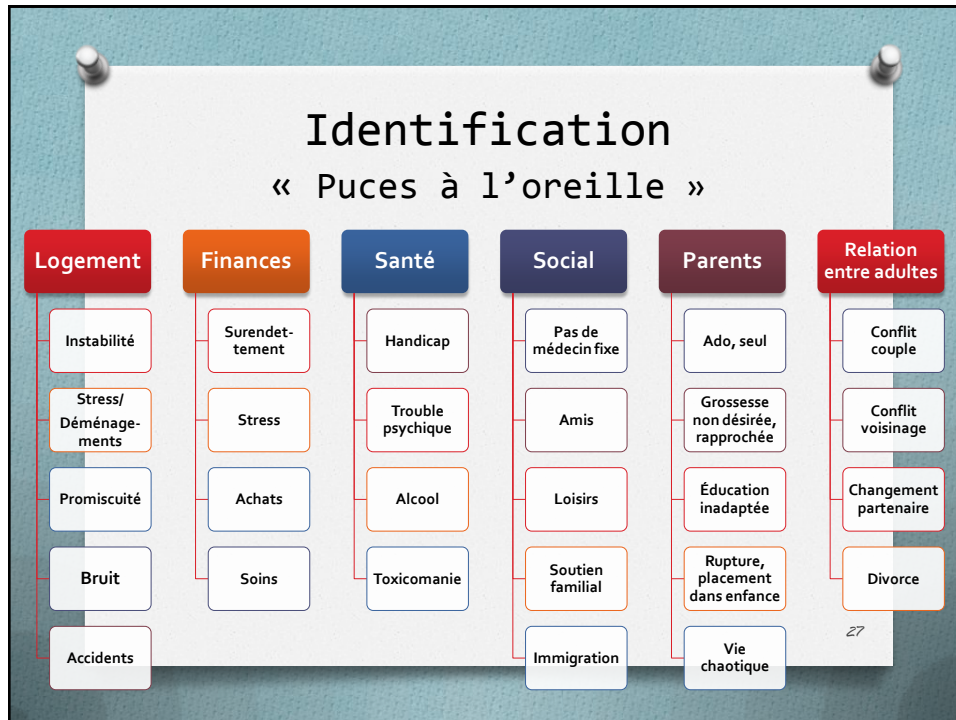 Identification
« Puces à l’oreille »
Logement
Instabilité
Stress/
Déménage-
ments
Promiscuité
Bruit
Accidents
Finances
Surendet-
tement
Stress
Achats
Soins
Santé
Handicap
Trouble
psychique
Alcool
Toxicomanie
Social
Pas de
médecin fixe
Amis
Loisirs
Soutien
familial
Immigration
Parents
Ado, seul
Grossesse
non désirée,
rapprochée
Éducation
inadaptée
Rupture,
placement
dans enfance
Vie
chaotique
Relation
entre adultes
Conflit
couple
Conflit
voisinage
Changement
partenaire
Divorce
27